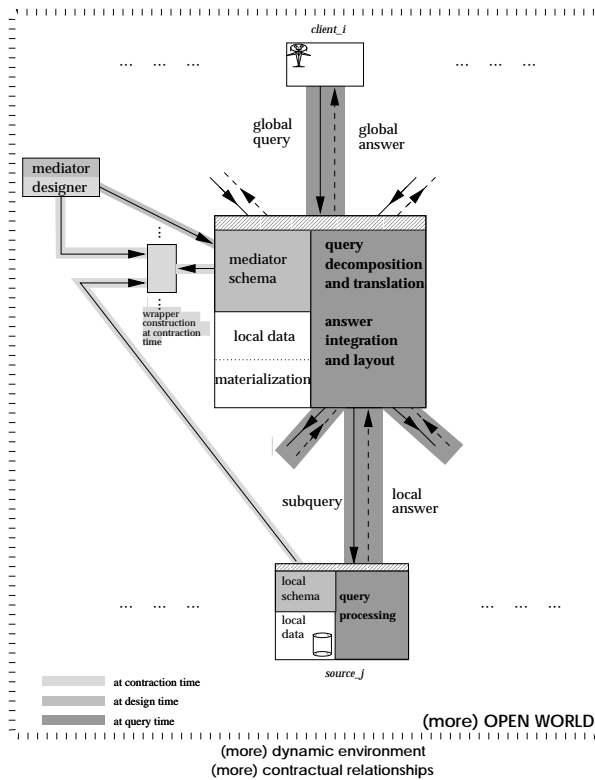 client_i
... ... ...
... ... ...
global
query
global
answer
mediator
designer
mediator
schema
query
decomposition
and translation
wrapper
construction
at contraction
time
local data
materialization
answer
integration
and layout
subquery
local
answer
local
schema
local
data
query
processing
... ... ...
... ... ...
source_j
at contraction time
at design time
at query time
(more) OPEN WORLD
(more) dynamic environment
(more) contractual relationships